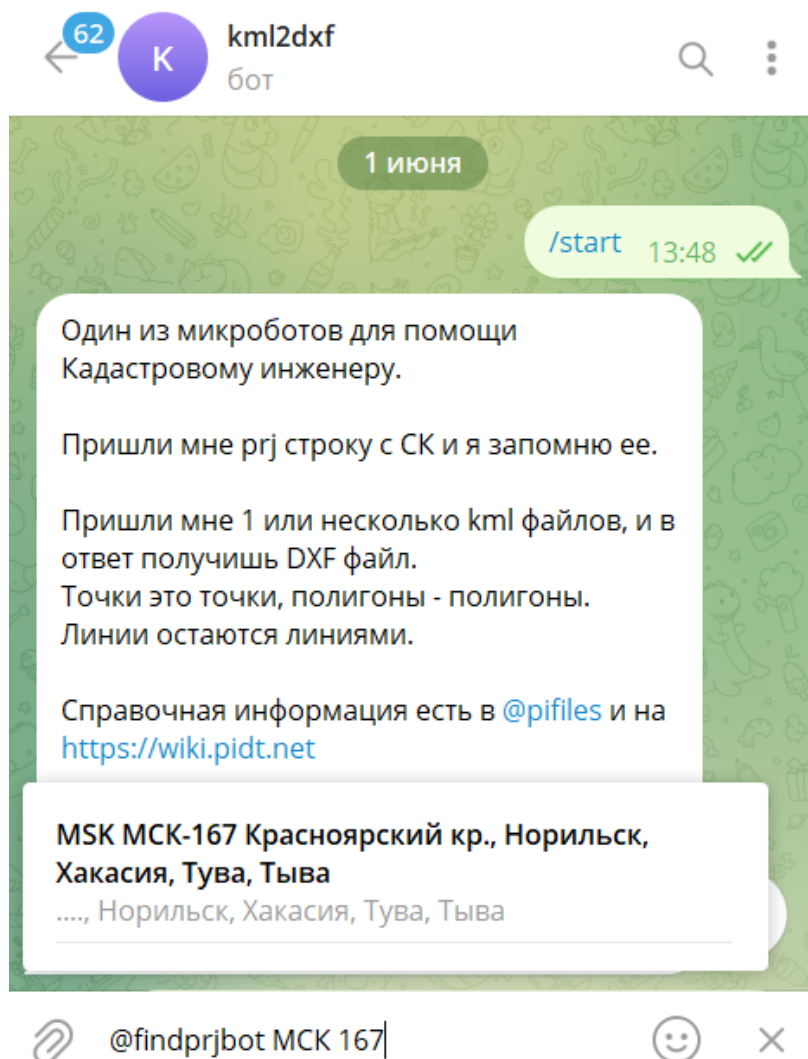 62
K
kml2dxf
бот
1 июня
/start 13:48
Один из микроботов для помощи
Кадастровому инженеру.
Пришли мне prj строку с СК и я запомню ее.
Пришли мне 1 или несколько kml файлов, и в
ответ получишь DXF файл.
Точки это точки, полигоны - полигоны.
Линии остаются линиями.
Справочная информация есть в @pifiles и на
https://wiki.pidt.net
MSK МСК-167 Красноярский кр., Норильск,
Хакасия, Тува, Тыва
...., Норильск, Хакасия, Тува, Тыва
@findprjbot МСК 167